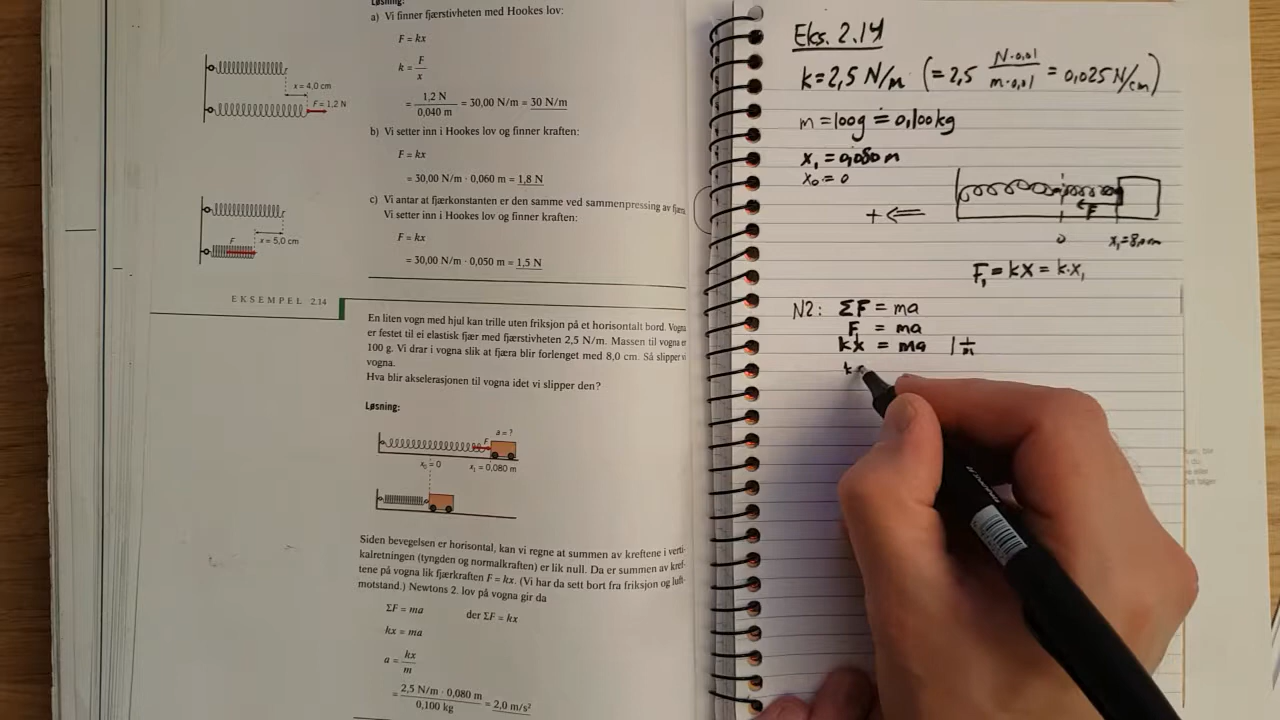 Løsning:
a) Vi finner fjærstivheten med Hookes lov:
F = kx
k = F/x
= 1,2 N / 0,040 m = 30,00 N/m = 30 N/m
x = 4,0 cm
F = 1,2 N
b) Vi setter inn i Hookes lov og finner kraften:
F = kx
= 30,00 N/m · 0,060 m = 1,8 N
c) Vi antar at fjærkonstanten er den samme ved sammenpressing av fjæra.
Vi setter inn i Hookes lov og finner kraften:
F = kx
= 30,00 N/m · 0,050 m = 1,5 N
F
x = 5,0 cm
EKSEMPEL 2.14
En liten vogn med hjul kan trille uten friksjon på et horisontalt bord. Vogna
er festet til ei elastisk fjær med fjærstivheten 2,5 N/m. Massen til vogna er
100 g. Vi drar i vogna slik at fjæra blir forlenget med 8,0 cm. Så slipper vi
vogna.
Hva blir akselerasjonen til vogna idet vi slipper den?
Løsning:
a = ?
F
x₀ = 0
x₁ = 0,080 m
Siden bevegelsen er horisontal, kan vi regne at summen av kreftene i verti-
kalretningen (tyngden og normalkraften) er lik null. Da er summen av kref-
tene på vogna lik fjærkraften F = kx. (Vi har da sett bort fra friksjon og luft-
motstand.) Newtons 2. lov på vogna gir da
ΣF = ma der ΣF = kx
kx = ma
a = kx/m
= 2,5 N/m · 0,080 m / 0,100 kg = 2,0 m/s²
Eks. 2.14
k = 2,5 N/m (= 2,5 N·0,01 / m·0,01 = 0,025 N/cm)
m = 100g = 0,100kg
x₁ = 0,080 m
x₀ = 0
+ ⇐
F
0
x₁ = 8,0 cm
F₁ = kx = k·x₁
N2: ΣF = ma
F = ma
kx = ma | 1/m
k